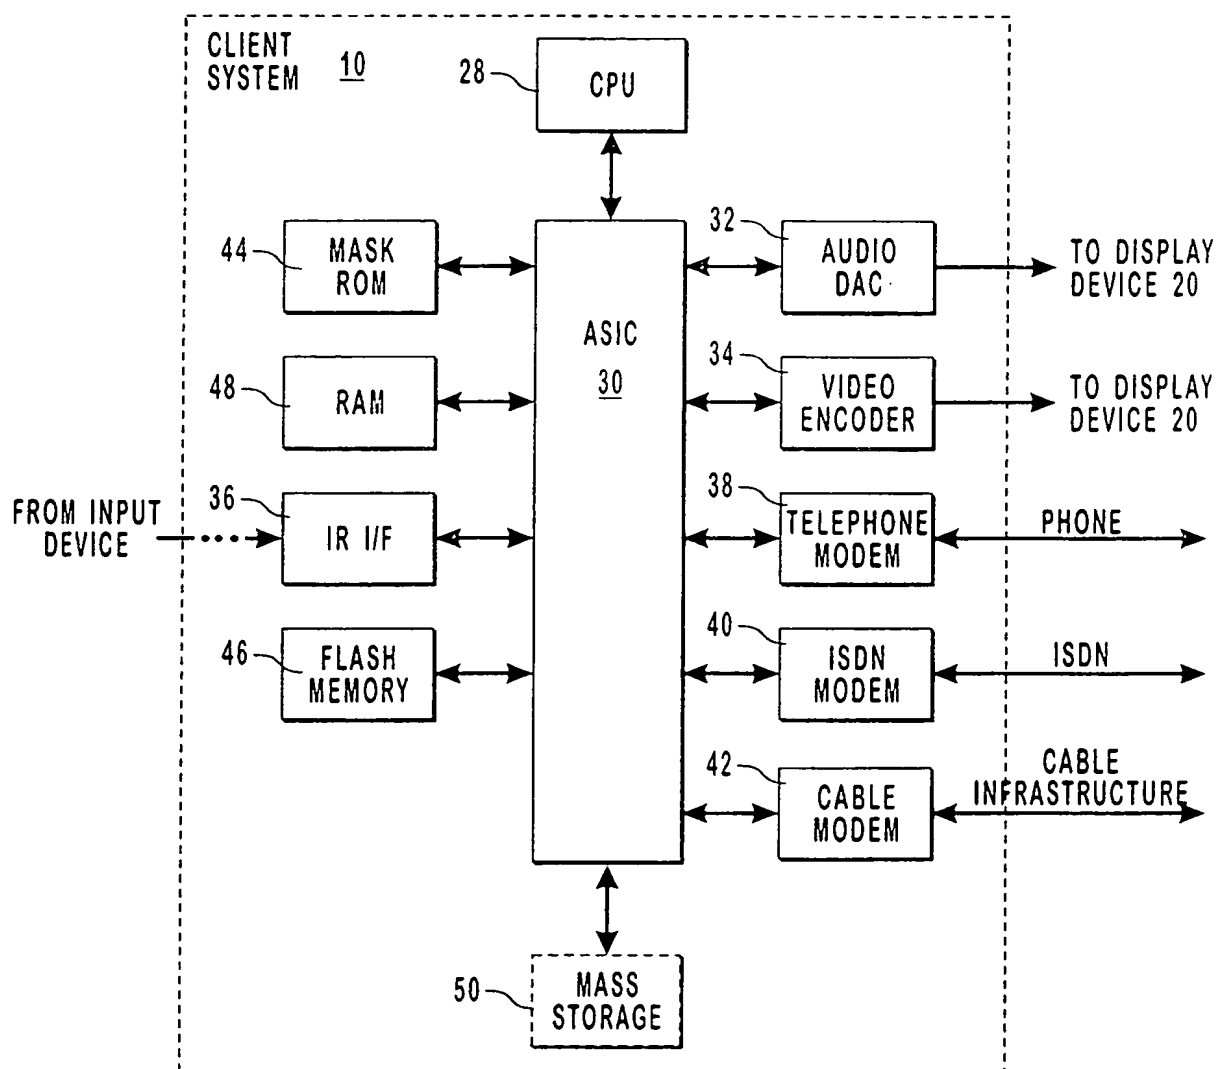 CLIENT
SYSTEM
10
28
CPU
44
MASK
ROM
32
AUDIO
DAC
TO DISPLAY
DEVICE 20
ASIC
30
48
RAM
34
VIDEO
ENCODER
TO DISPLAY
DEVICE 20
FROM INPUT
DEVICE
36
IR I/F
38
TELEPHONE
MODEM
PHONE
46
FLASH
MEMORY
40
ISDN
MODEM
ISDN
42
CABLE
MODEM
CABLE
INFRASTRUCTURE
50
MASS
STORAGE